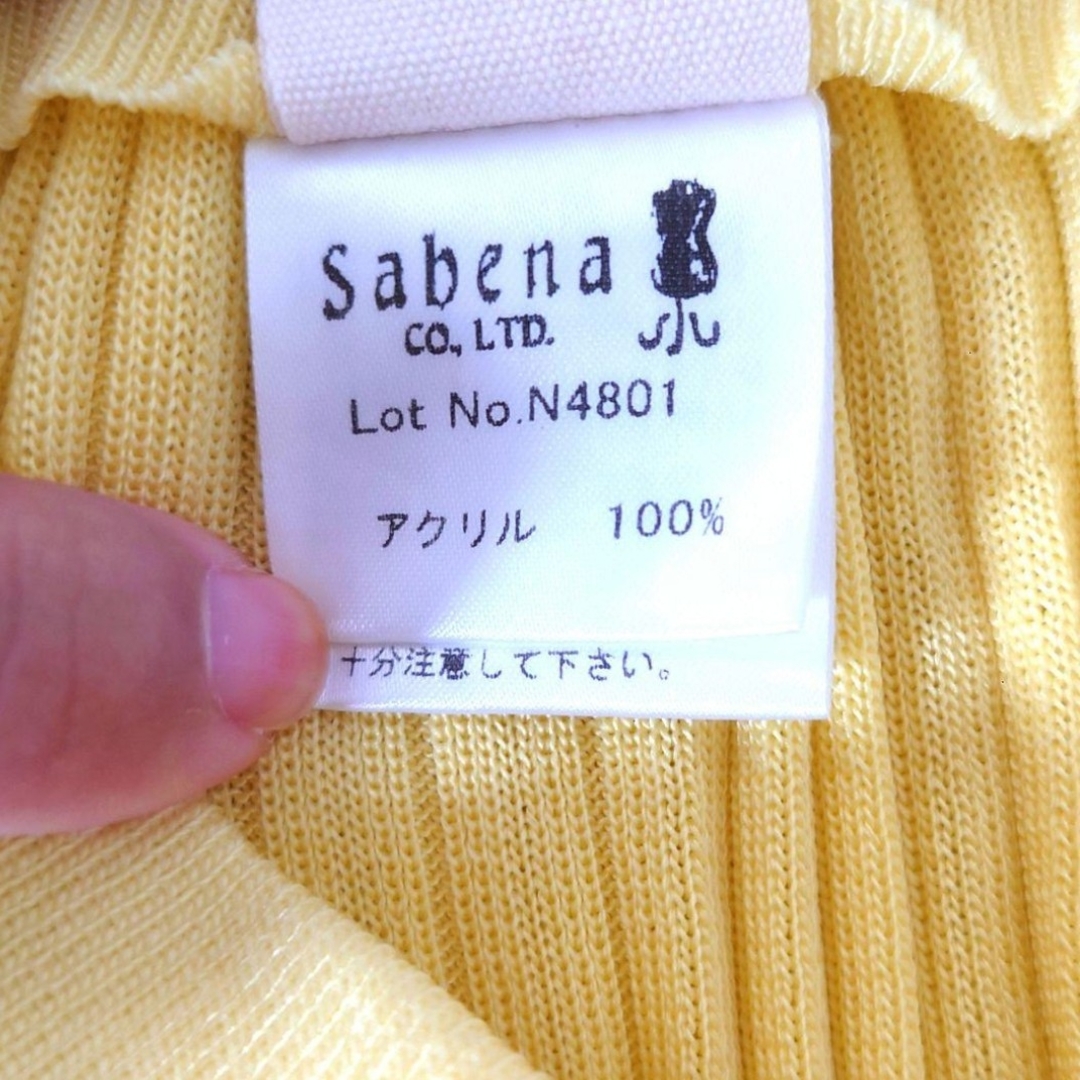 Sabena
CO., LTD.
Lot No.N4801
アクリル 100%
十分注意して下さい。